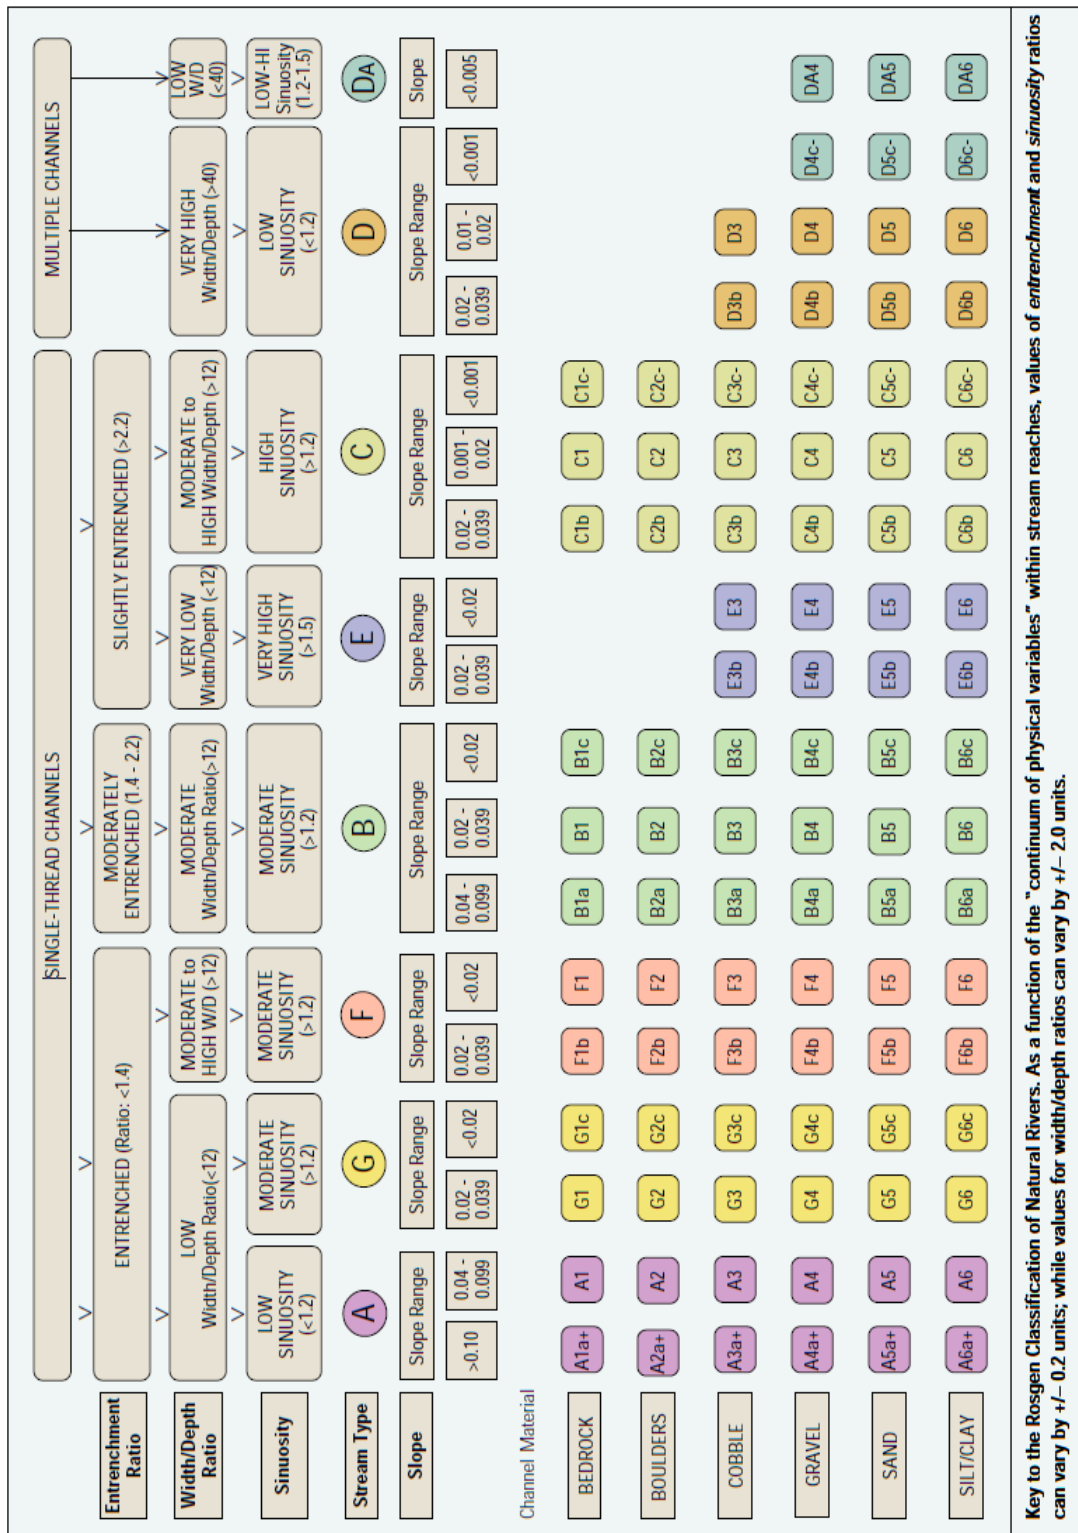 SINGLE-THREAD CHANNELS
MULTIPLE CHANNELS
Entrenchment
Ratio
ENTRENCHED (Ratio: <1.4)
MODERATELY
ENTRENCHED (1.4 - 2.2)
SLIGHTLY ENTRENCHED (>2.2)
Width/Depth
Ratio
LOW
Width/Depth Ratio(<12)
MODERATE to
HIGH W/D (>12)
MODERATE
Width/Depth Ratio(>12)
VERY LOW
Width/Depth (<12)
MODERATE to
HIGH Width/Depth (>12)
VERY HIGH
Width/Depth (>40)
LOW
W/D
(<40)
Sinuosity
LOW
SINUOSITY
(<1.2)
MODERATE
SINUOSITY
(>1.2)
MODERATE
SINUOSITY
(>1.2)
MODERATE
SINUOSITY
(>1.2)
VERY HIGH
SINUOSITY
(>1.5)
HIGH
SINUOSITY
(>1.2)
LOW
SINUOSITY
(<1.2)
LOW-HI
Sinuosity
(1.2-1.5)
Stream Type
A
G
F
B
E
C
D
DA
Slope
Slope Range
Slope Range
Slope Range
Slope Range
Slope Range
Slope Range
Slope Range
Slope
>0.10
0.04 -
0.099
0.02 -
0.039
<0.02
0.02 -
0.039
<0.02
0.04 -
0.099
0.02 -
0.039
<0.02
0.02 -
0.039
<0.02
0.02 -
0.039
0.001 -
0.02
<0.001
0.02 -
0.039
0.01 -
0.02
<0.001
<0.005
Channel Material
BEDROCK A1a+ A1 G1 G1c F1b F1 B1a B1 B1c C1b C1 C1c-
BOULDERS A2a+ A2 G2 G2c F2b F2 B2a B2 B2c C2b C2 C2c-
COBBLE A3a+ A3 G3 G3c F3b F3 B3a B3 B3c E3b E3 C3b C3 C3c- D3b D3
GRAVEL A4a+ A4 G4 G4c F4b F4 B4a B4 B4c E4b E4 C4b C4 C4c- D4b D4 D4c- DA4
SAND A5a+ A5 G5 G5c F5b F5 B5a B5 B5c E5b E5 C5b C5 C5c- D5b D5 D5c- DA5
SILT/CLAY A6a+ A6 G6 G6c F6b F6 B6a B6 B6c E6b E6 C6b C6 C6c- D6b D6 D6c- DA6
Key to the Rosgen Classification of Natural Rivers. As a function of the "continuum of physical variables" within stream reaches, values of entrenchment and sinuosity ratios
can vary by +/– 0.2 units; while values for width/depth ratios can vary by +/– 2.0 units.